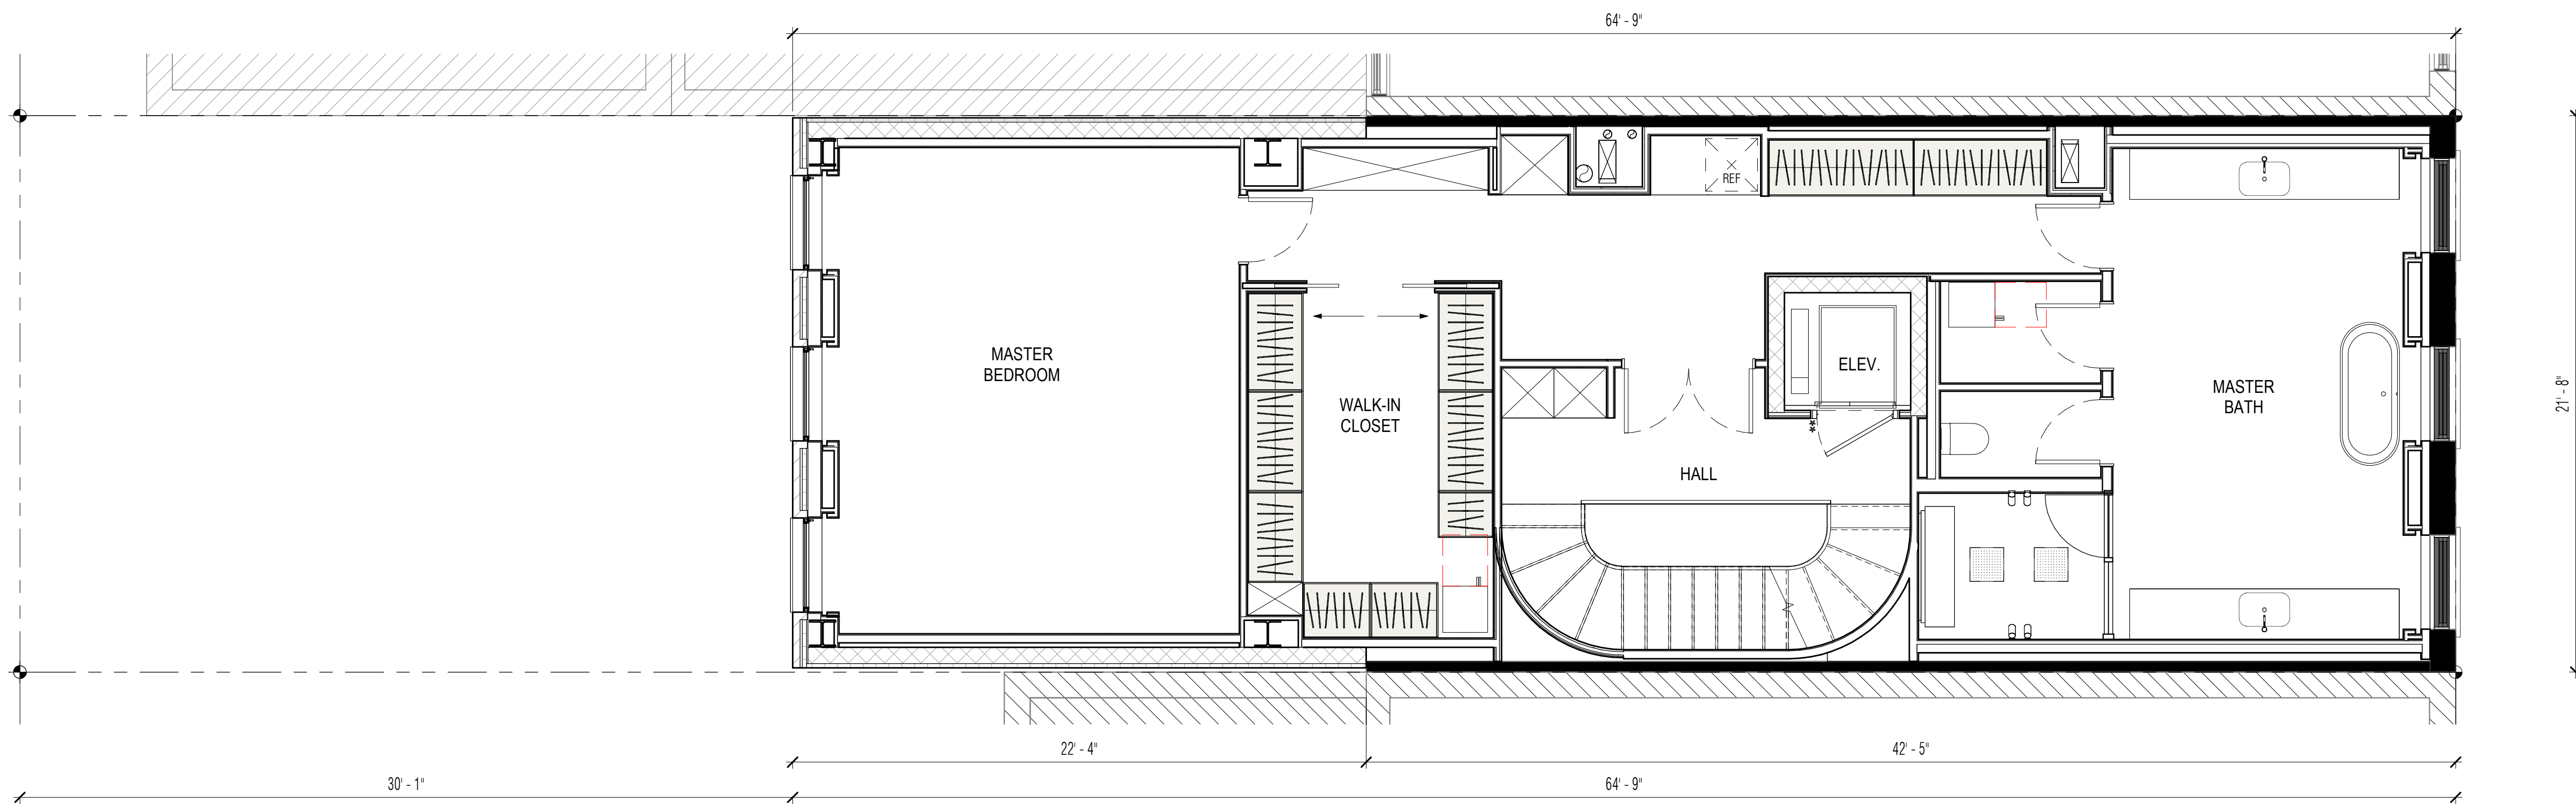 64' - 9"
REF
MASTER
BEDROOM
WALK-IN
CLOSET
ELEV.
**
HALL
MASTER
BATH
21' - 8"
22' - 4"
42' - 5"
30' - 1"
64' - 9"